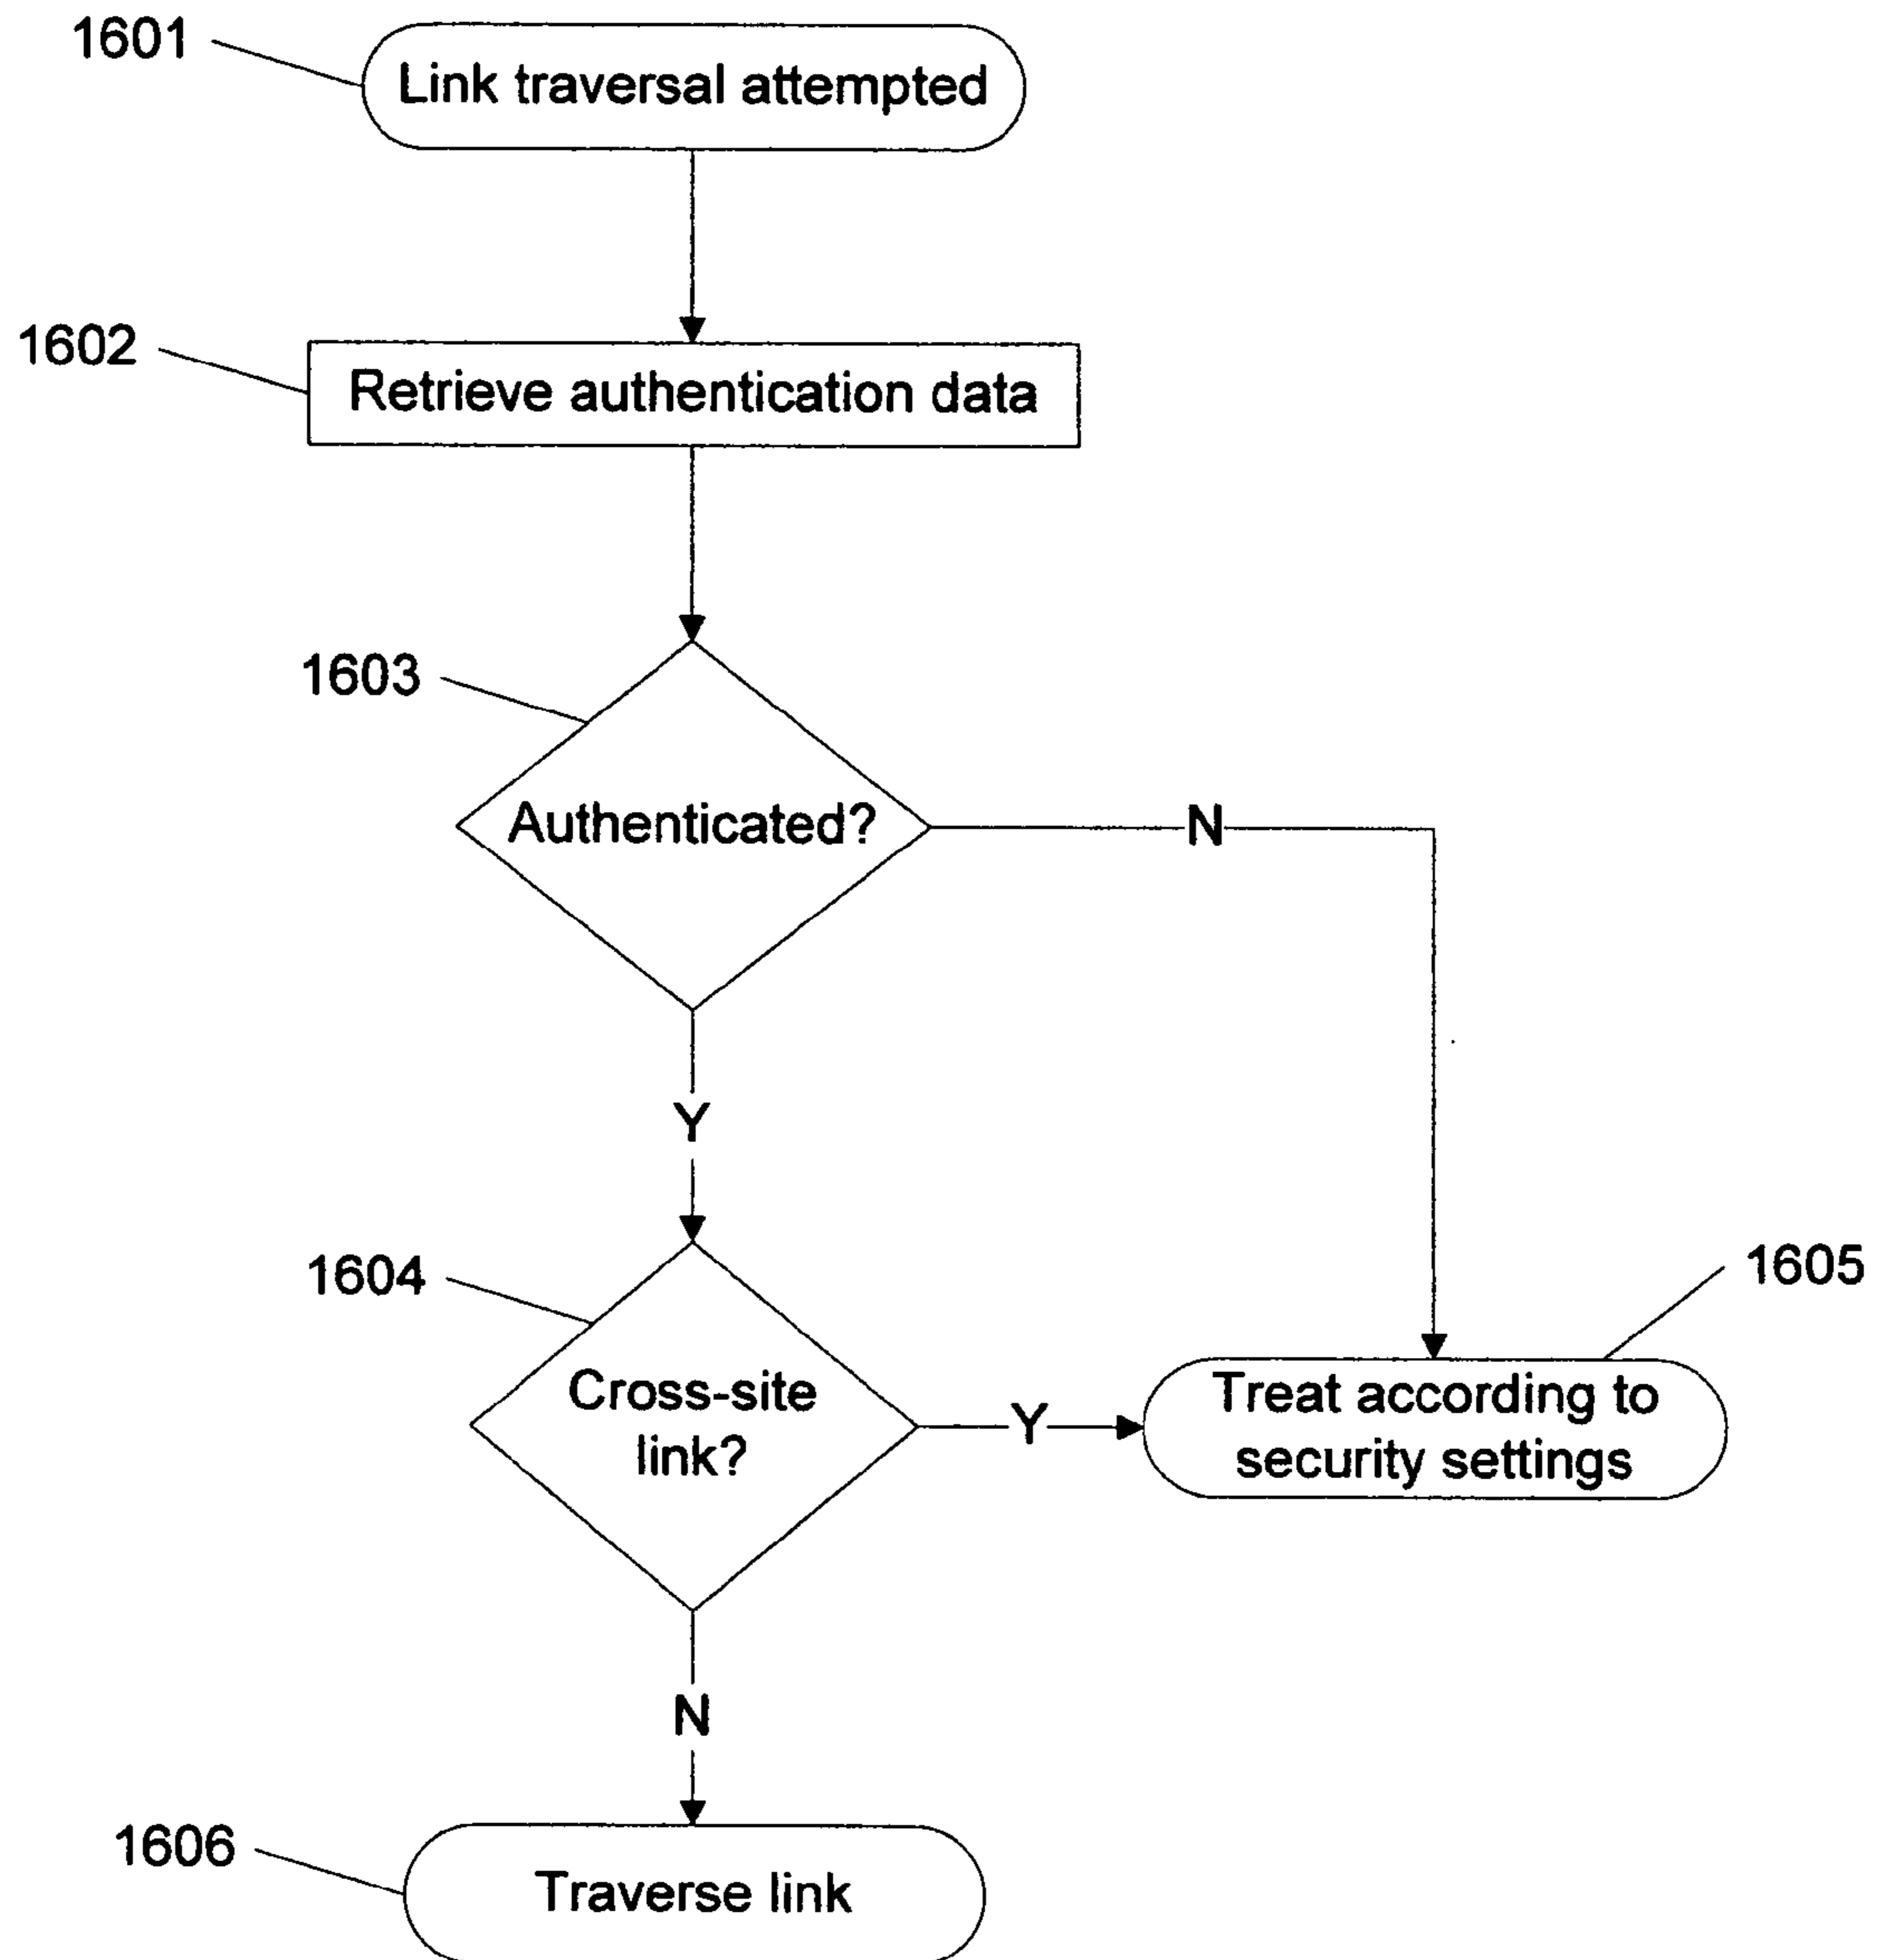 1601
Link traversal attempted
1602
Retrieve authentication data
1603
Authenticated?
N
Y
1604
Cross-site
link?
Y
1605
Treat according to
security settings
N
1606
Traverse link